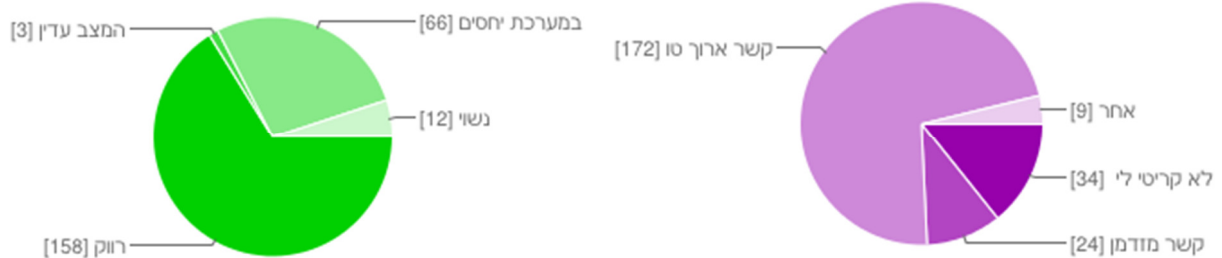 במערכת יחסים [66]
המצב עדין [3]
נשוי [12]
רווק [158]
קשר ארוך טו [172]
אחר [9]
לא קריטי לי [34]
קשר מזדמן [24]